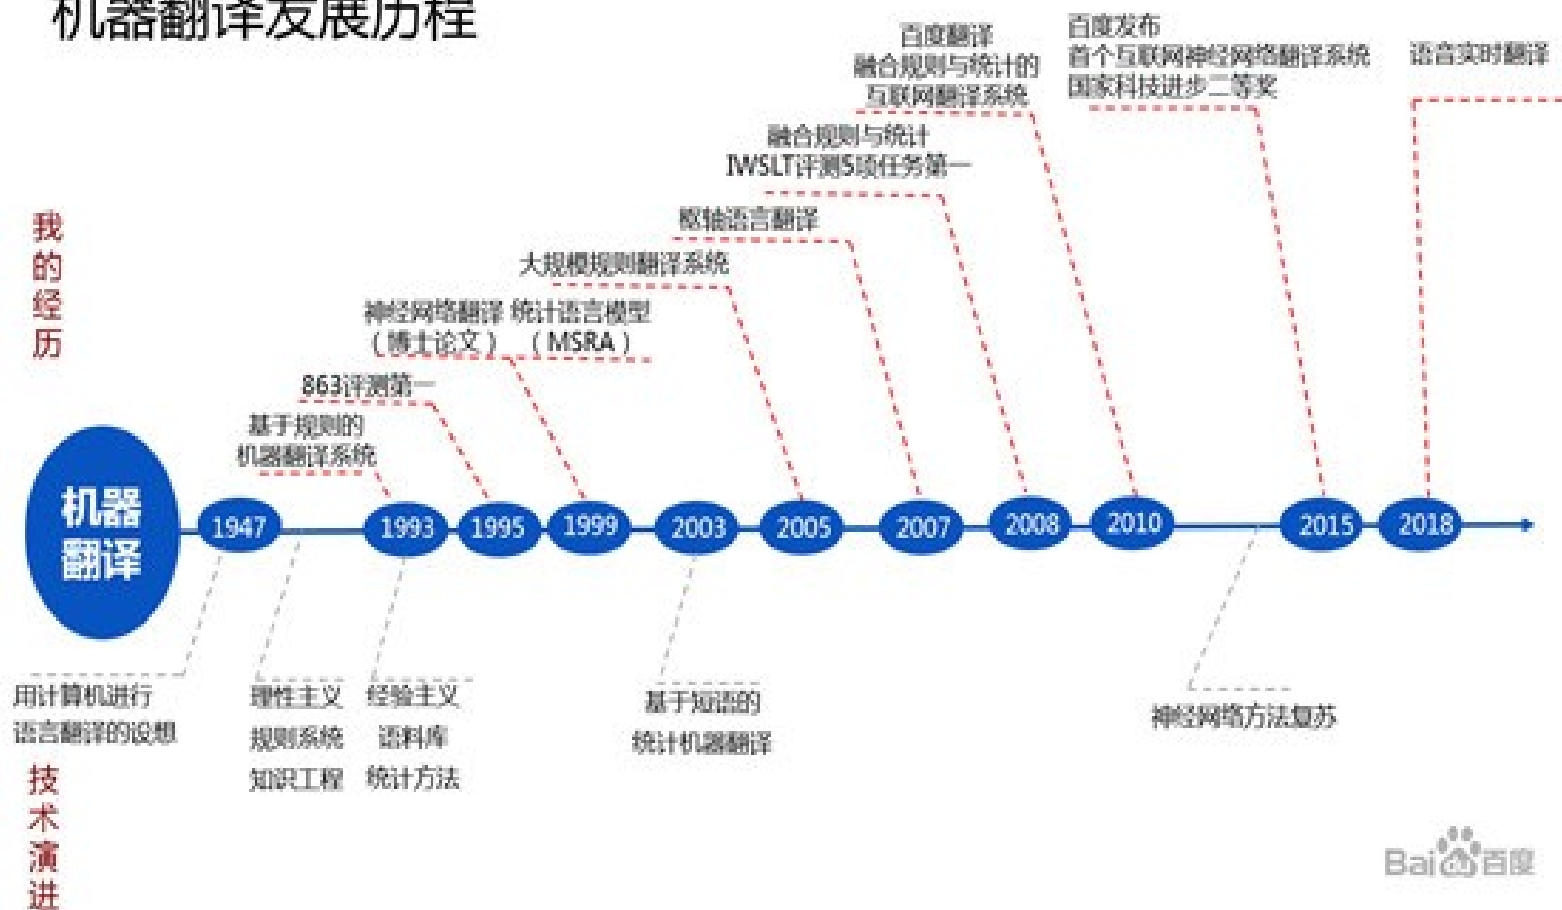 机器翻译发展历程
百度翻译
融合规则与统计的
互联网翻译系统
百度发布
首个互联网神经网络翻译系统
国家科技进步二等奖
语音实时翻译
融合规则与统计
IWSLT评测5项任务第一
枢轴语言翻译
大规模规则翻译系统
神经网络翻译 统计语言模型
（博士论文） （MSRA）
863评测第一
基于规则的
机器翻译系统
我的经历
机器
翻译
1947
1993
1995
1999
2003
2005
2007
2008
2010
2015
2018
用计算机进行
语言翻译的设想
理性主义
规则系统
知识工程
经验主义
语料库
统计方法
基于短语的
统计机器翻译
神经网络方法复苏
技术演进
Bai百度